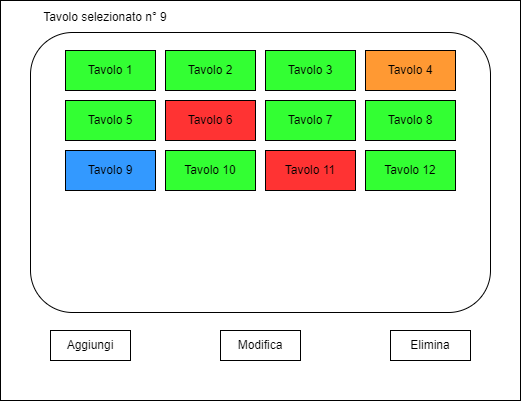 Tavolo selezionato n° 9
Tavolo 1 Tavolo 2 Tavolo 3 Tavolo 4
Tavolo 5 Tavolo 6 Tavolo 7 Tavolo 8
Tavolo 9 Tavolo 10 Tavolo 11 Tavolo 12
Aggiungi Modifica Elimina